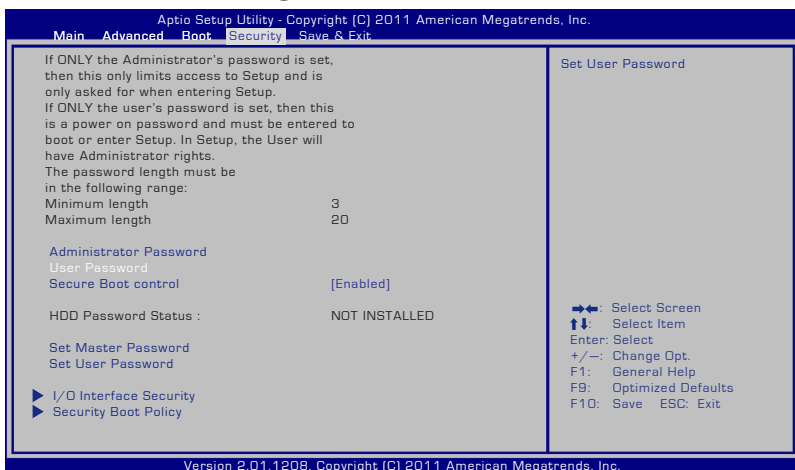 Aptio Setup Utility - Copyright (C) 2011 American Megatrends, Inc.
Main Advanced Boot Security Save & Exit
If ONLY the Administrator's password is set,
then this only limits access to Setup and is
only asked for when entering Setup.
If ONLY the user's password is set, then this
is a power on password and must be entered to
boot or enter Setup. In Setup, the User will
have Administrator rights.
The password length must be
in the following range:
Minimum length 3
Maximum length 20
Administrator Password
User Password
Secure Boot control [Enabled]
HDD Password Status : NOT INSTALLED
Set Master Password
Set User Password
I/O Interface Security
Security Boot Policy
Set User Password
→←: Select Screen
↑↓: Select Item
Enter: Select
+/—: Change Opt.
F1: General Help
F9: Optimized Defaults
F10: Save ESC: Exit
Version 2.01.1208. Copyright (C) 2011 American Megatrends, Inc.